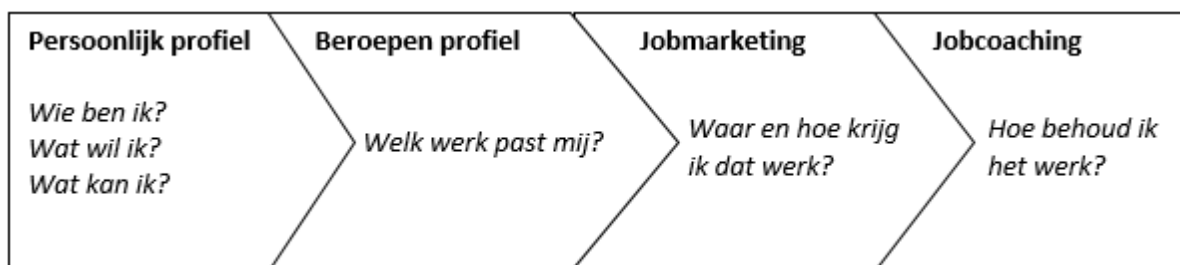 Persoonlijk profiel
Wie ben ik?
Wat wil ik?
Wat kan ik?
Beroepen profiel
Welk werk past mij?
Jobmarketing
Waar en hoe krijg
ik dat werk?
Jobcoaching
Hoe behoud ik
het werk?